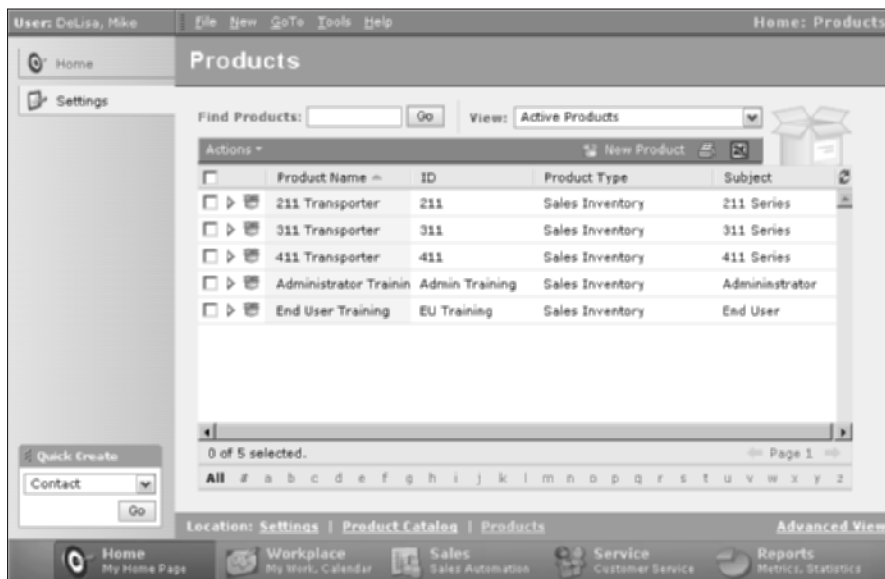 User: DeLisa, Mike
File New GoTo Tools Help
Home: Products
Home
Settings
Products
Find Products: Go View: Active Products
Actions New Product
Product Name ID Product Type Subject
211 Transporter 211 Sales Inventory 211 Series
311 Transporter 311 Sales Inventory 311 Series
411 Transporter 411 Sales Inventory 411 Series
Administrator Trainin Admin Training Sales Inventory Admininstrator
End User Training EU Training Sales Inventory End User
0 of 5 selected. Page 1
All # a b c d e f g h i j k l m n o p q r s t u v w x y z
Quick Create
Contact
Go
Location: Settings | Product Catalog | Products
Advanced View
Home
My Home Page
Workplace
My Work, Calendar
Sales
Sales Automation
Service
Customer Service
Reports
Metrics, Statistics